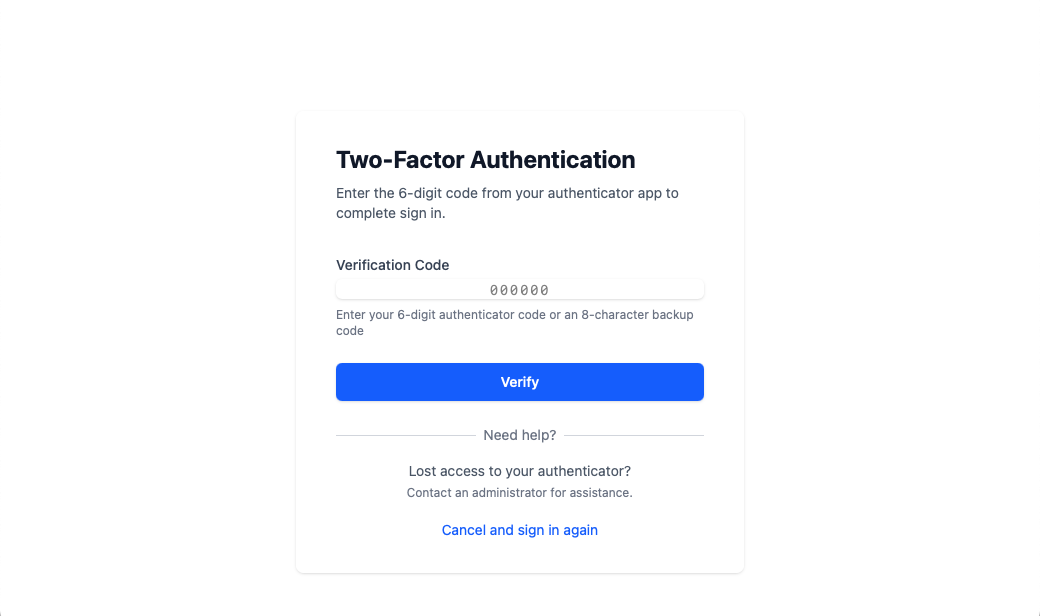 Two-Factor Authentication
Enter the 6-digit code from your authenticator app to
complete sign in.
Verification Code
000000
Enter your 6-digit authenticator code or an 8-character backup
code
Verify
Need help?
Lost access to your authenticator?
Contact an administrator for assistance.
Cancel and sign in again